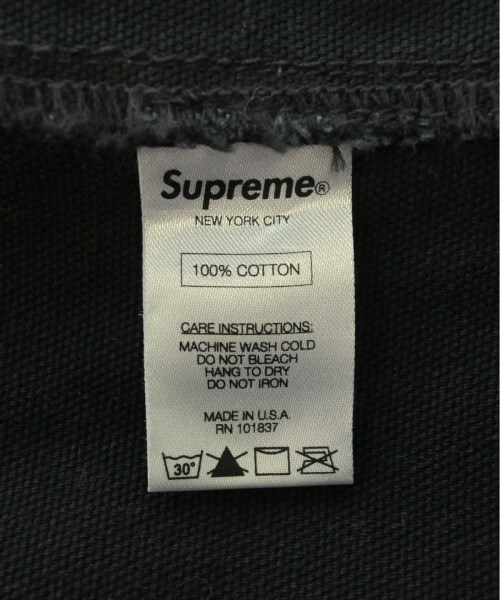 Supreme®
NEW YORK CITY
100% COTTON
CARE INSTRUCTIONS:
MACHINE WASH COLD
DO NOT BLEACH
HANG TO DRY
DO NOT IRON
MADE IN U.S.A.
RN 101837
30°